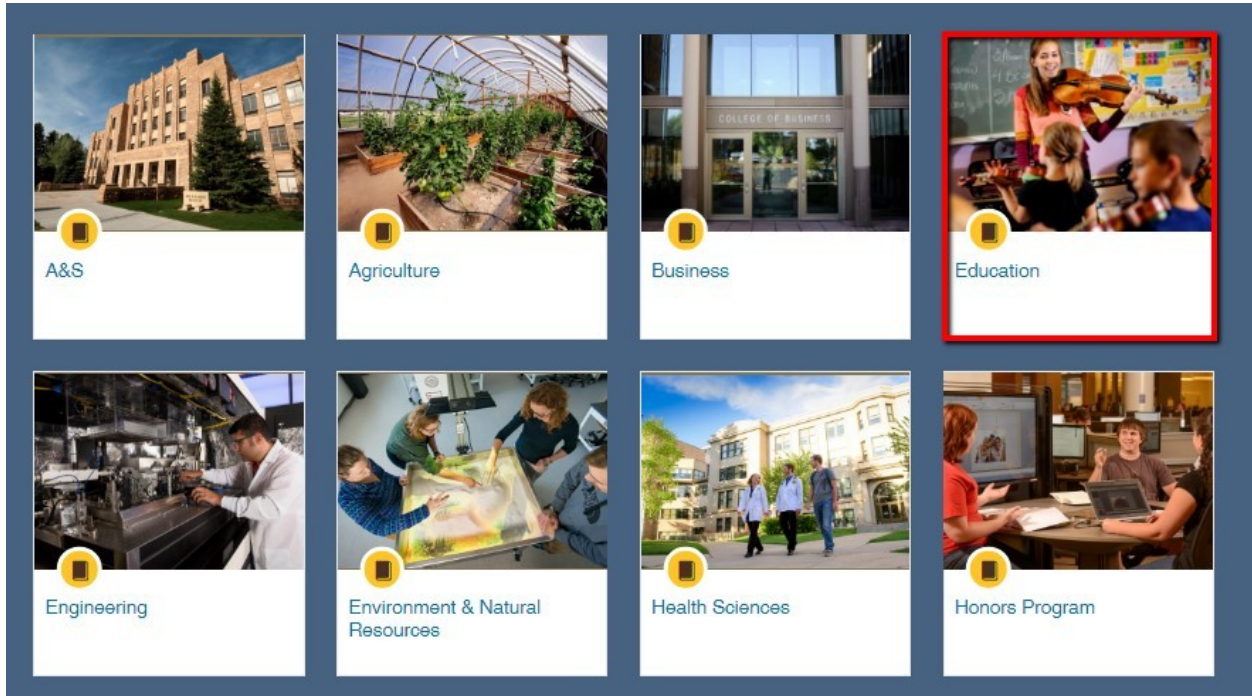 COLLEGE OF BUSINESS
A&S
Agriculture
Business
Education
Engineering
Environment & Natural
Resources
Health Sciences
Honors Program